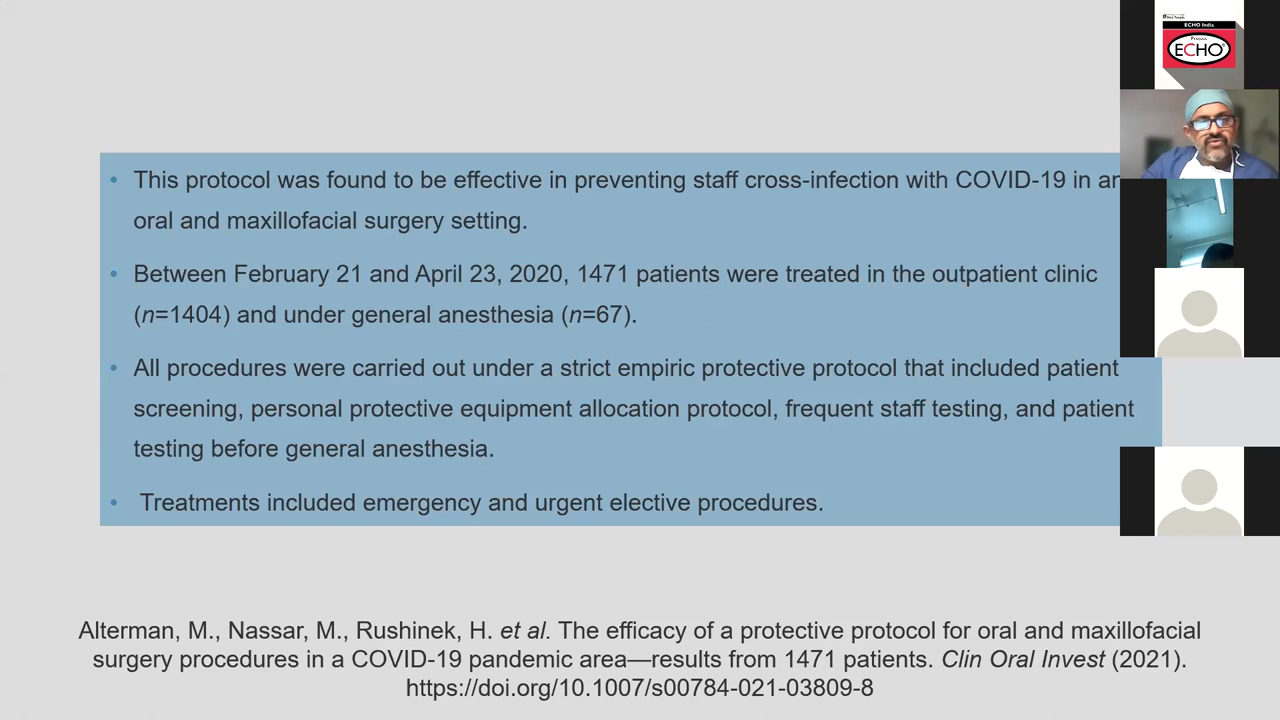 ECHO India
Project
ECHO
• This protocol was found to be effective in preventing staff cross-infection with COVID-19 in an
oral and maxillofacial surgery setting.
• Between February 21 and April 23, 2020, 1471 patients were treated in the outpatient clinic
(n=1404) and under general anesthesia (n=67).
• All procedures were carried out under a strict empiric protective protocol that included patient
screening, personal protective equipment allocation protocol, frequent staff testing, and patient
testing before general anesthesia.
• Treatments included emergency and urgent elective procedures.
Alterman, M., Nassar, M., Rushinek, H. et al. The efficacy of a protective protocol for oral and maxillofacial
surgery procedures in a COVID-19 pandemic area—results from 1471 patients. Clin Oral Invest (2021).
https://doi.org/10.1007/s00784-021-03809-8